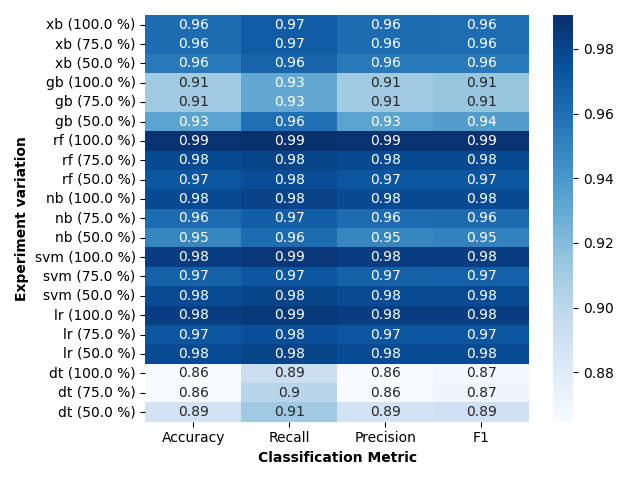 xb (100.0 %) 0.96 0.97 0.96 0.96
xb (75.0 %) 0.96 0.97 0.96 0.96
xb (50.0 %) 0.96 0.96 0.96 0.96
gb (100.0 %) 0.91 0.93 0.91 0.91
gb (75.0 %) 0.91 0.93 0.91 0.91
gb (50.0 %) 0.93 0.96 0.93 0.94
rf (100.0 %) 0.99 0.99 0.99 0.99
rf (75.0 %) 0.98 0.98 0.98 0.98
rf (50.0 %) 0.97 0.98 0.97 0.97
nb (100.0 %) 0.98 0.98 0.98 0.98
nb (75.0 %) 0.96 0.97 0.96 0.96
nb (50.0 %) 0.95 0.96 0.95 0.95
svm (100.0 %) 0.98 0.99 0.98 0.98
svm (75.0 %) 0.97 0.97 0.97 0.97
svm (50.0 %) 0.98 0.98 0.98 0.98
lr (100.0 %) 0.98 0.99 0.98 0.98
lr (75.0 %) 0.97 0.98 0.97 0.97
lr (50.0 %) 0.98 0.98 0.98 0.98
dt (100.0 %) 0.86 0.89 0.86 0.87
dt (75.0 %) 0.86 0.9 0.86 0.87
dt (50.0 %) 0.89 0.91 0.89 0.89
Accuracy Recall Precision F1
Classification Metric
Experiment variation
0.98
0.96
0.94
0.92
0.90
0.88